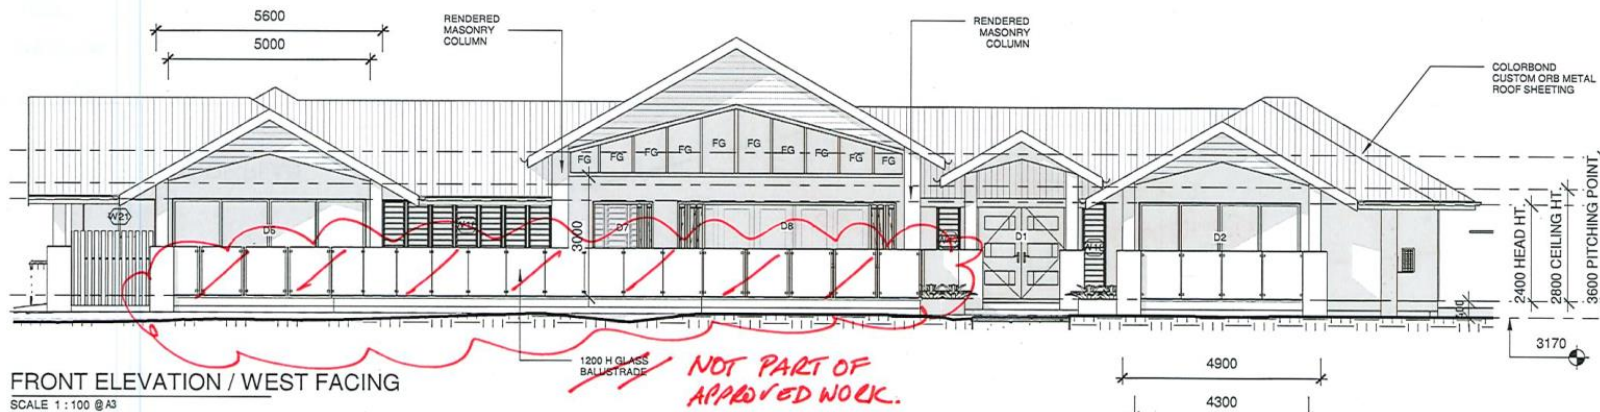 5600
5000
RENDERED
MASONRY
COLUMN
RENDERED
MASONRY
COLUMN
COLORBOND
CUSTOM ORB METAL
ROOF SHEETING
FG FG FG FG FG FG FG FG FG FG
W21
D6
D7
D8
D1
D2
3000
2400 HEAD HT.
2800 CEILING HT.
3600 PITCHING POINT
3170
1200 H GLASS
BALUSTRADE
NOT PART OF
APPROVED WORK.
4900
4300
FRONT ELEVATION / WEST FACING
SCALE 1 : 100 @ A3